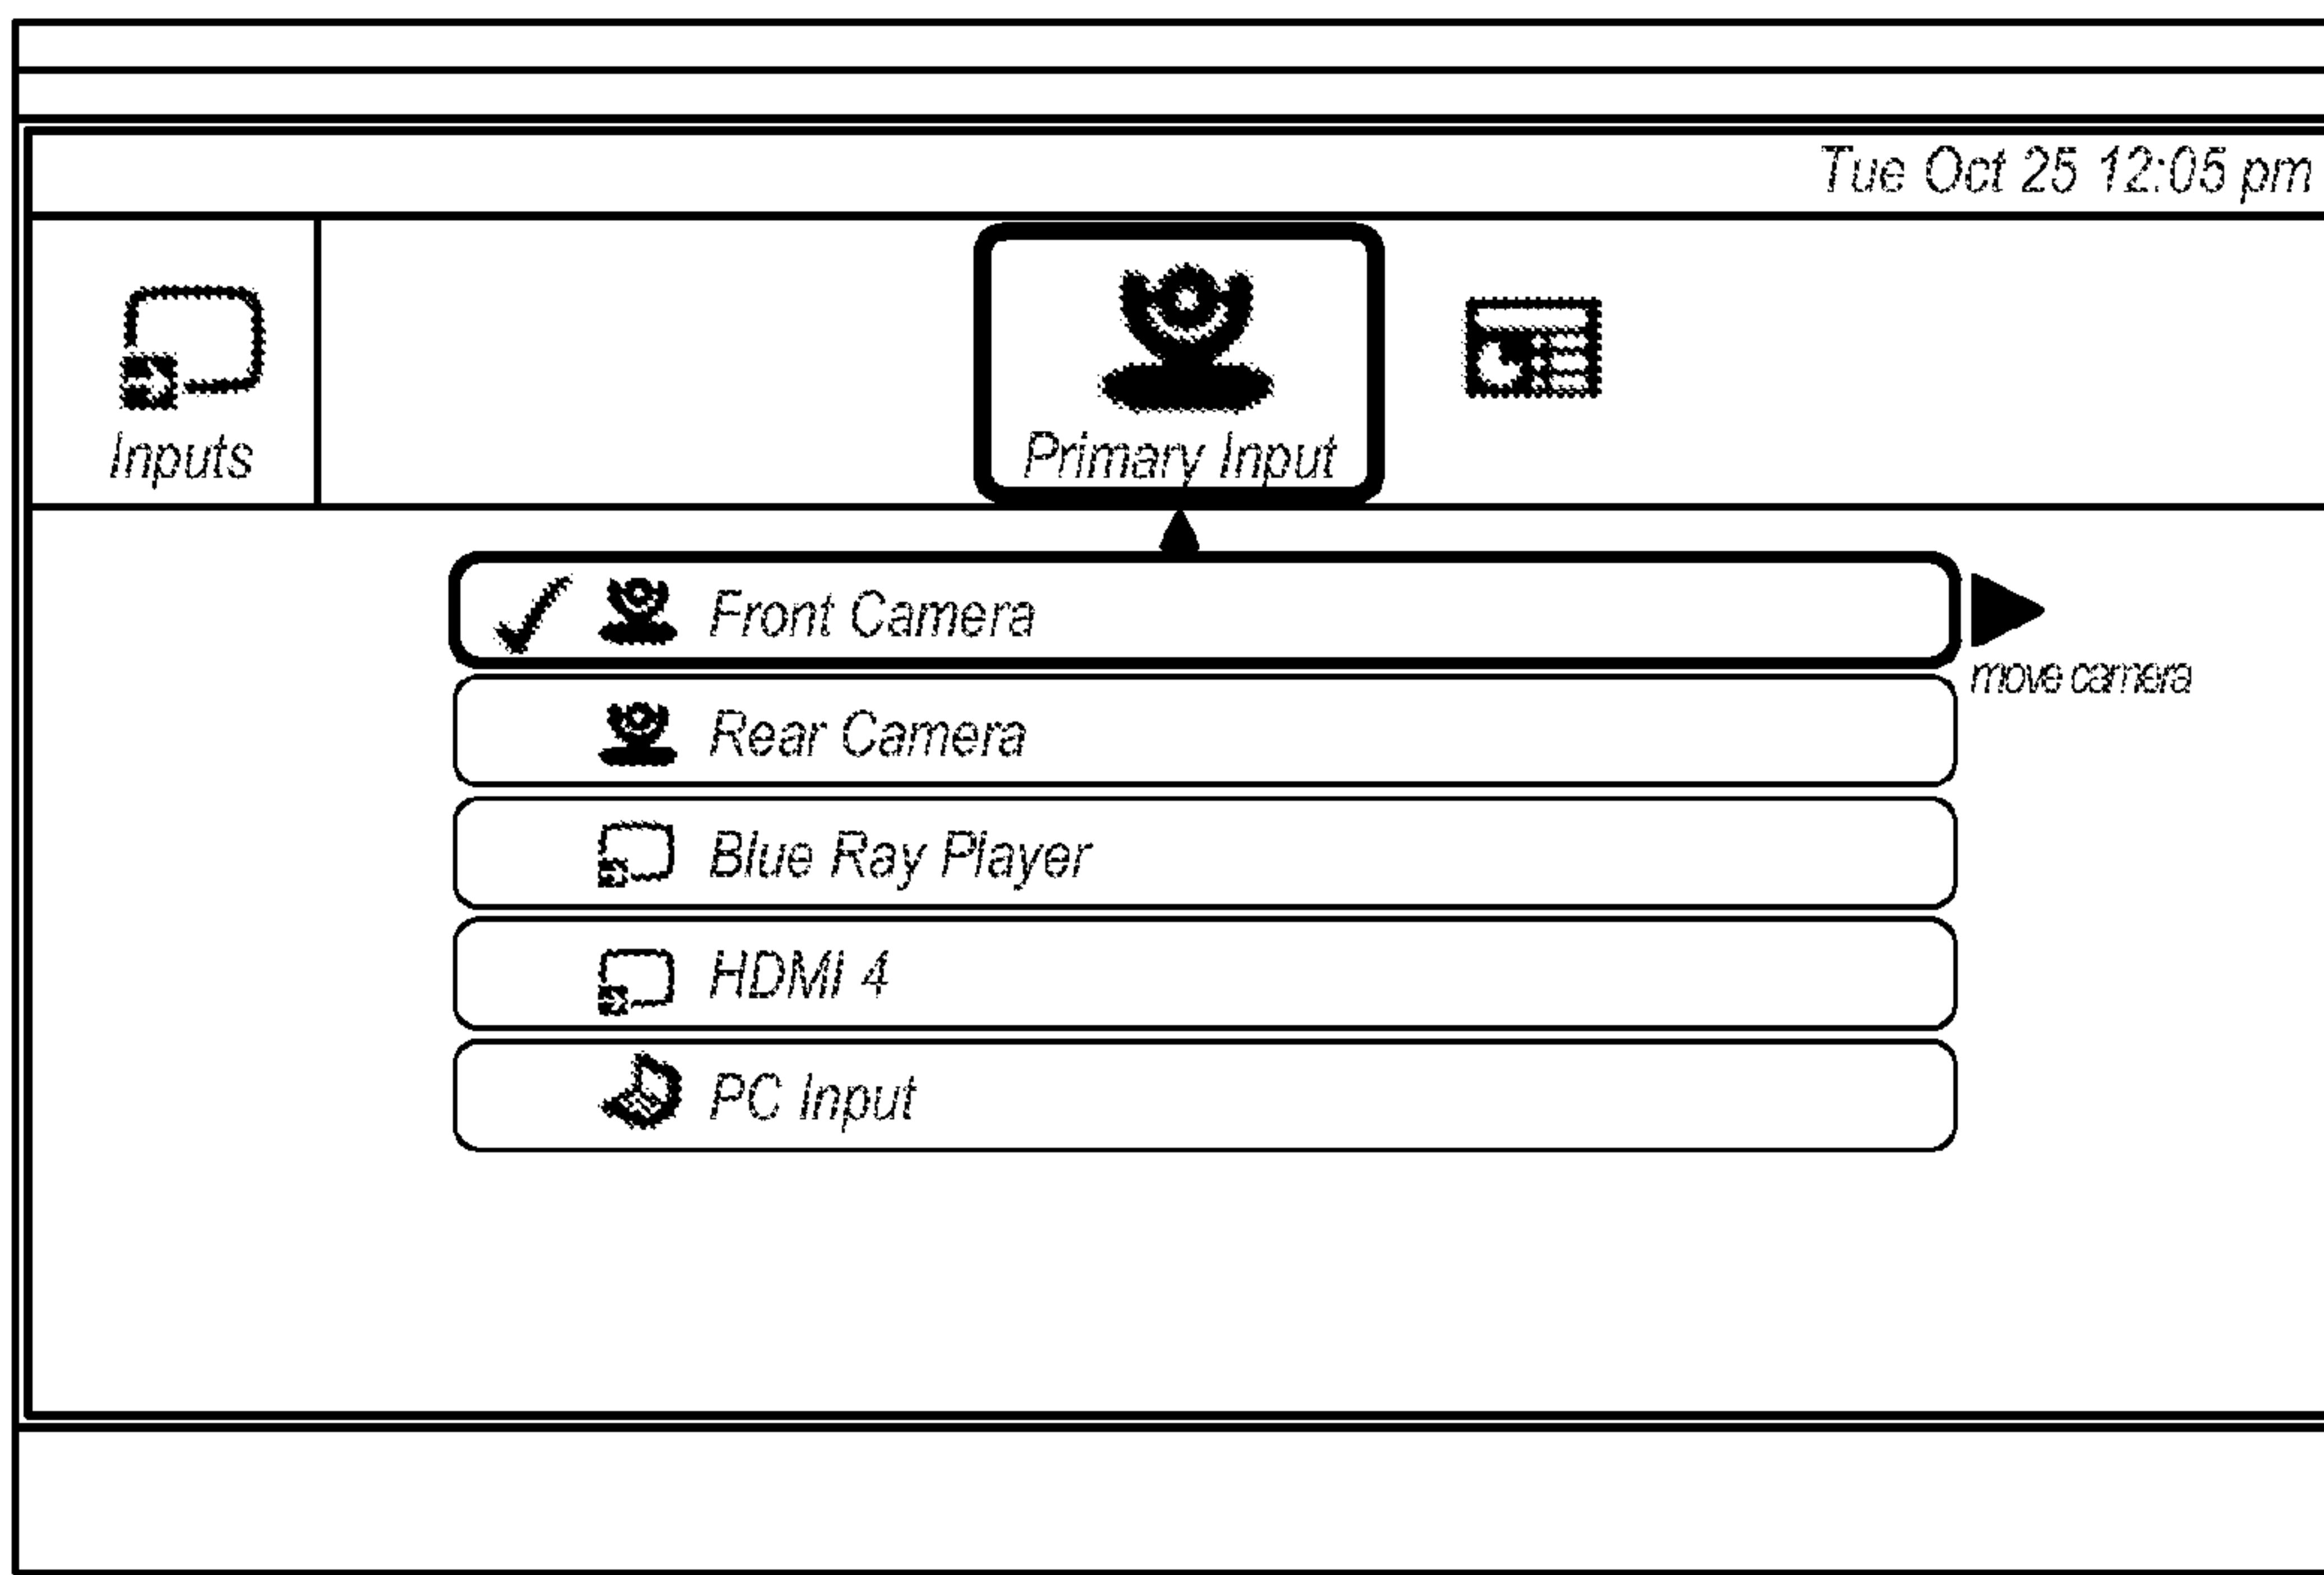 Tue Oct 25 12:05 pm
Inputs
Primary Input
Front Camera
move camera
Rear Camera
Blue Ray Player
HDMI 4
PC Input